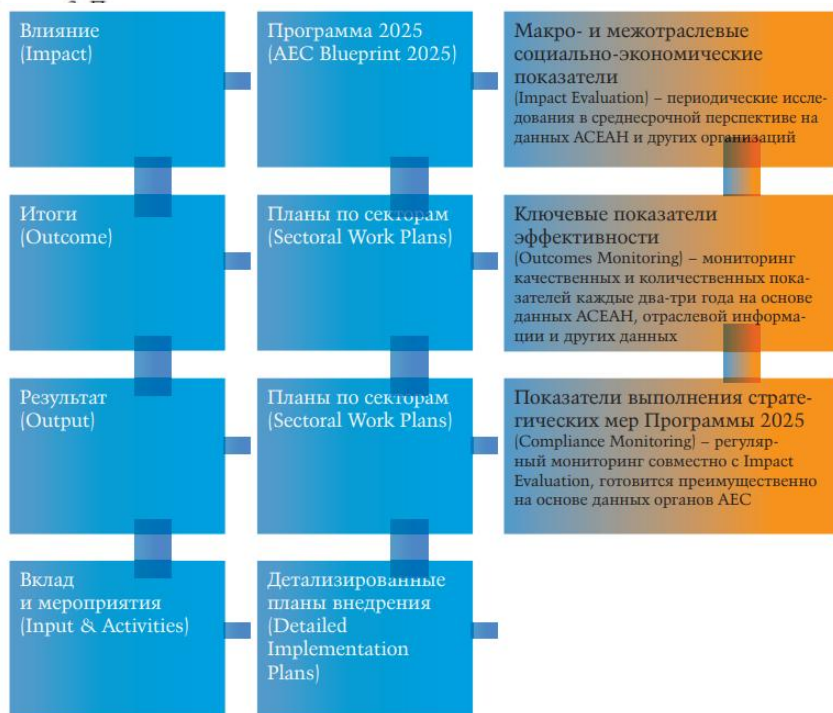 Влияние
(Impact)
Программа 2025
(AEC Blueprint 2025)
Макро- и межотраслевые
социально-экономические
показатели
(Impact Evaluation) – периодические иссле-
дования в среднесрочной перспективе на
данных АСЕАН и других организаций
Итоги
(Outcome)
Планы по секторам
(Sectoral Work Plans)
Ключевые показатели
эффективности
(Outcomes Monitoring) – мониторинг
качественных и количественных пока-
зателей каждые два-три года на основе
данных АСЕАН, отраслевой информа-
ции и других данных
Результат
(Output)
Планы по секторам
(Sectoral Work Plans)
Показатели выполнения страте-
гических мер Программы 2025
(Compliance Monitoring) – регуляр-
ный мониторинг совместно с Impact
Evaluation, готовится преимущественно
на основе данных органов АЕС
Вклад
и мероприятия
(Input & Activities)
Детализированные
планы внедрения
(Detailed
Implementation
Plans)